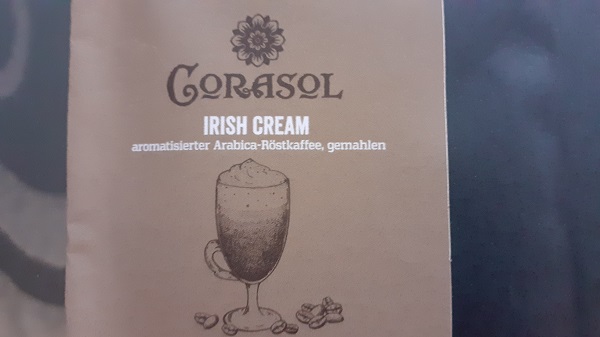 CORASOL
IRISH CREAM
aromatisierter Arabica-Röstkaffee, gemahlen